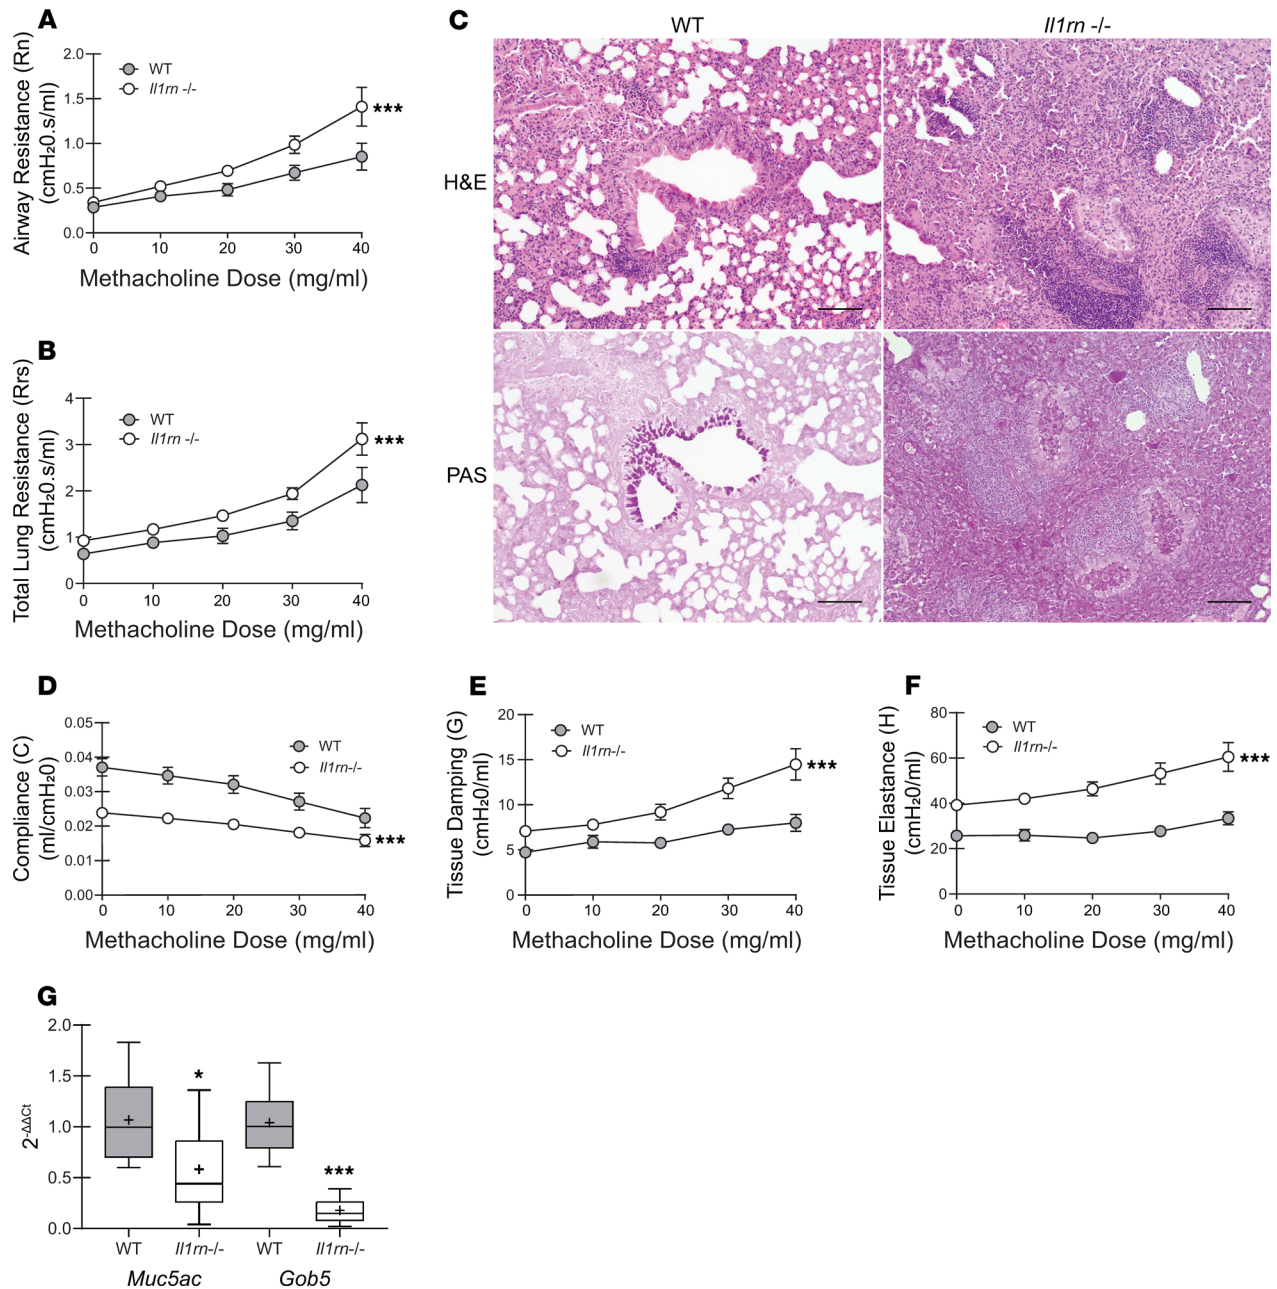 A
Airway Resistance (Rn)
(cmH₂0.s/ml)
2.0
1.5
1.0
0.5
0.0
WT
Il1rn -/-
***
0 10 20 30 40
Methacholine Dose (mg/ml)
B
Total Lung Resistance (Rrs)
(cmH₂0.s/ml)
4
3
2
1
0
WT
Il1rn -/-
***
0 10 20 30 40
Methacholine Dose (mg/ml)
C
WT
Il1rn -/-
H&E
PAS
D
Compliance (C)
(ml/cmH₂0)
0.05
0.04
0.03
0.02
0.01
0.00
WT
Il1rn-/-
***
0 10 20 30 40
Methacholine Dose (mg/ml)
E
Tissue Damping (G)
(cmH₂0/ml)
20
15
10
5
0
WT
Il1rn-/-
***
0 10 20 30 40
Methacholine Dose (mg/ml)
F
Tissue Elastance (H)
(cmH₂0/ml)
80
60
40
20
0
WT
Il1rn-/-
***
0 10 20 30 40
Methacholine Dose (mg/ml)
G
2-ΔΔCt
2.0
1.5
1.0
0.5
0.0
*
***
WT Il1rn-/- WT Il1rn-/-
Muc5ac Gob5